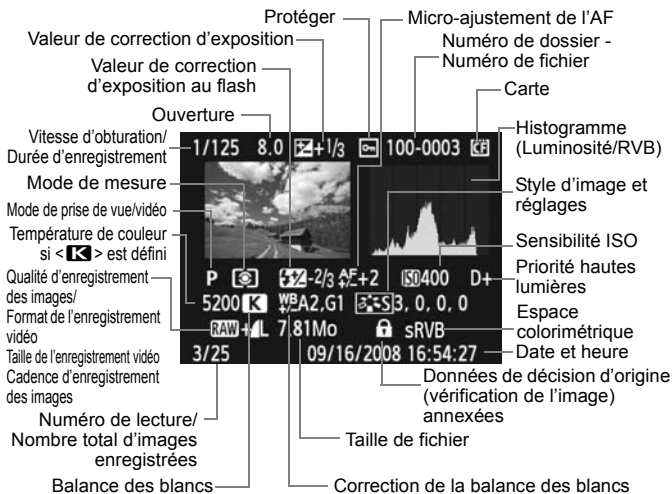 Protéger
Micro-ajustement de l'AF
Valeur de correction d'exposition
Numéro de dossier -
Numéro de fichier
Valeur de correction
d'exposition au flash
Carte
Ouverture
Vitesse d'obturation/
Durée d'enregistrement
1/125 8.0 +1/3 100-0003 CF
Histogramme
(Luminosité/RVB)
Mode de mesure
Style d'image et
réglages
Mode de prise de vue/vidéo
Température de couleur
si < K > est défini
Sensibilité ISO
P -2/3 AF+2 ISO400 D+
Priorité hautes
lumières
Qualité d'enregistrement
des images/
Format de l'enregistrement
vidéo
5200 K WB A2,G1 S 3, 0, 0, 0
Espace
colorimétrique
RAW+L 7.81Mo sRVB
Taille de l'enregistrement vidéo
Cadence d'enregistrement
des images
3/25 09/16/2008 16:54:27
Date et heure
Données de décision d'origine
(vérification de l'image)
annexées
Numéro de lecture/
Nombre total d'images
enregistrées
Taille de fichier
Balance des blancs
Correction de la balance des blancs